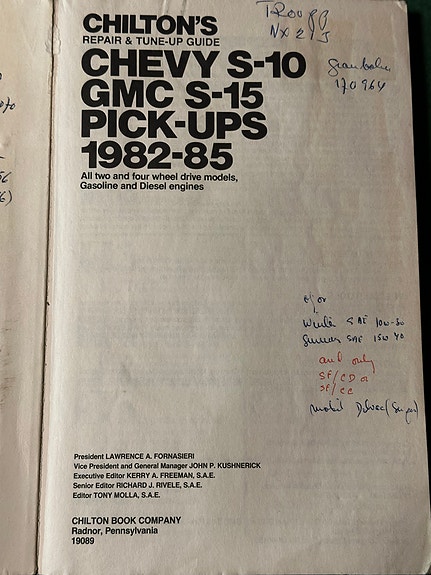 CHILTON'S
REPAIR & TUNE-UP GUIDE
CHEVY S-10
GMC S-15
PICK-UPS
1982-85
All two and four wheel drive models,
Gasoline and Diesel engines
170964
Winter SAE 10W-30
Summer SAE 15W 40
and only
SF/CD or
SF/CC
Mobil
President LAWRENCE A. FORNASIERI
Vice President and General Manager JOHN P. KUSHNERICK
Executive Editor KERRY A. FREEMAN, S.A.E.
Senior Editor RICHARD J. RIVELE, S.A.E.
Editor TONY MOLLA, S.A.E.
CHILTON BOOK COMPANY
Radnor, Pennsylvania
19089